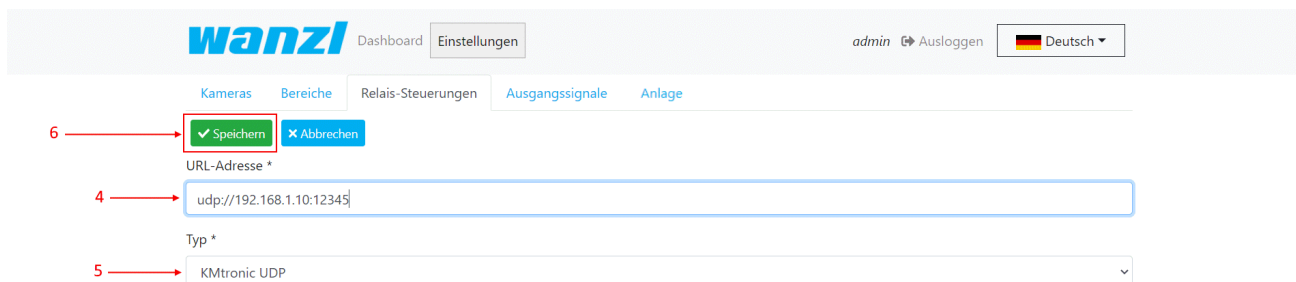 wanzl Dashboard Einstellungen admin Ausloggen Deutsch
Kameras Bereiche Relais-Steuerungen Ausgangssignale Anlage
6 Speichern Abbrechen
URL-Adresse *
4 udp://192.168.1.10:12345
Typ *
5 KMtronic UDP